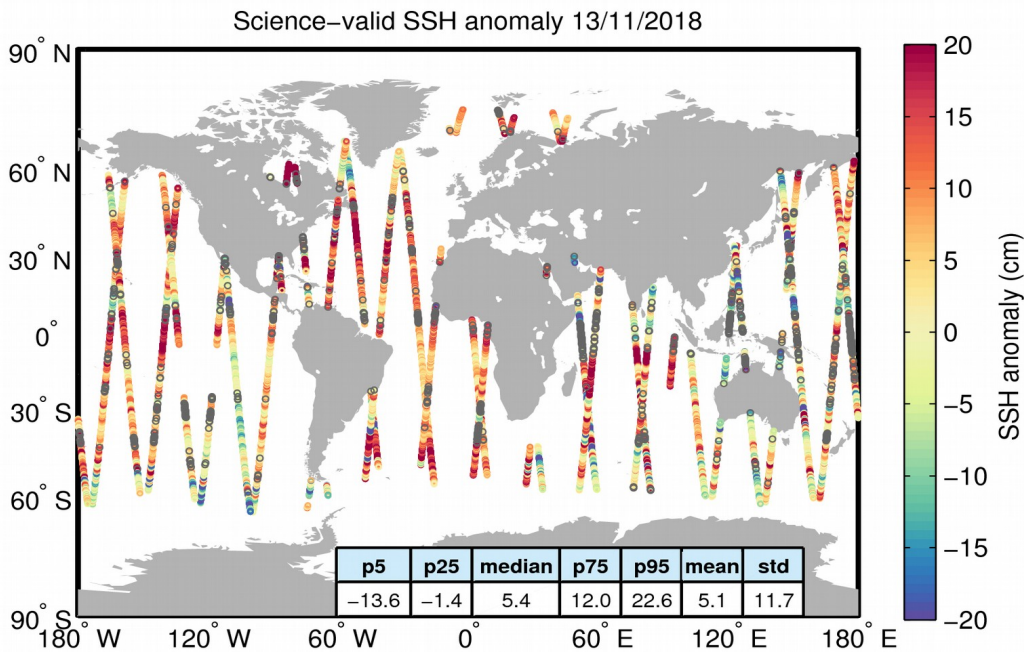 Science−valid SSH anomaly 13/11/2018
90° N
60° N
30° N
0°
30° S
60° S
90° S
180° W
120° W
60° W
0°
60° E
120° E
180° E
p5 p25 median p75 p95 mean std
−13.6 −1.4 5.4 12.0 22.6 5.1 11.7
20
15
10
5
0
−5
−10
−15
−20
SSH anomaly (cm)